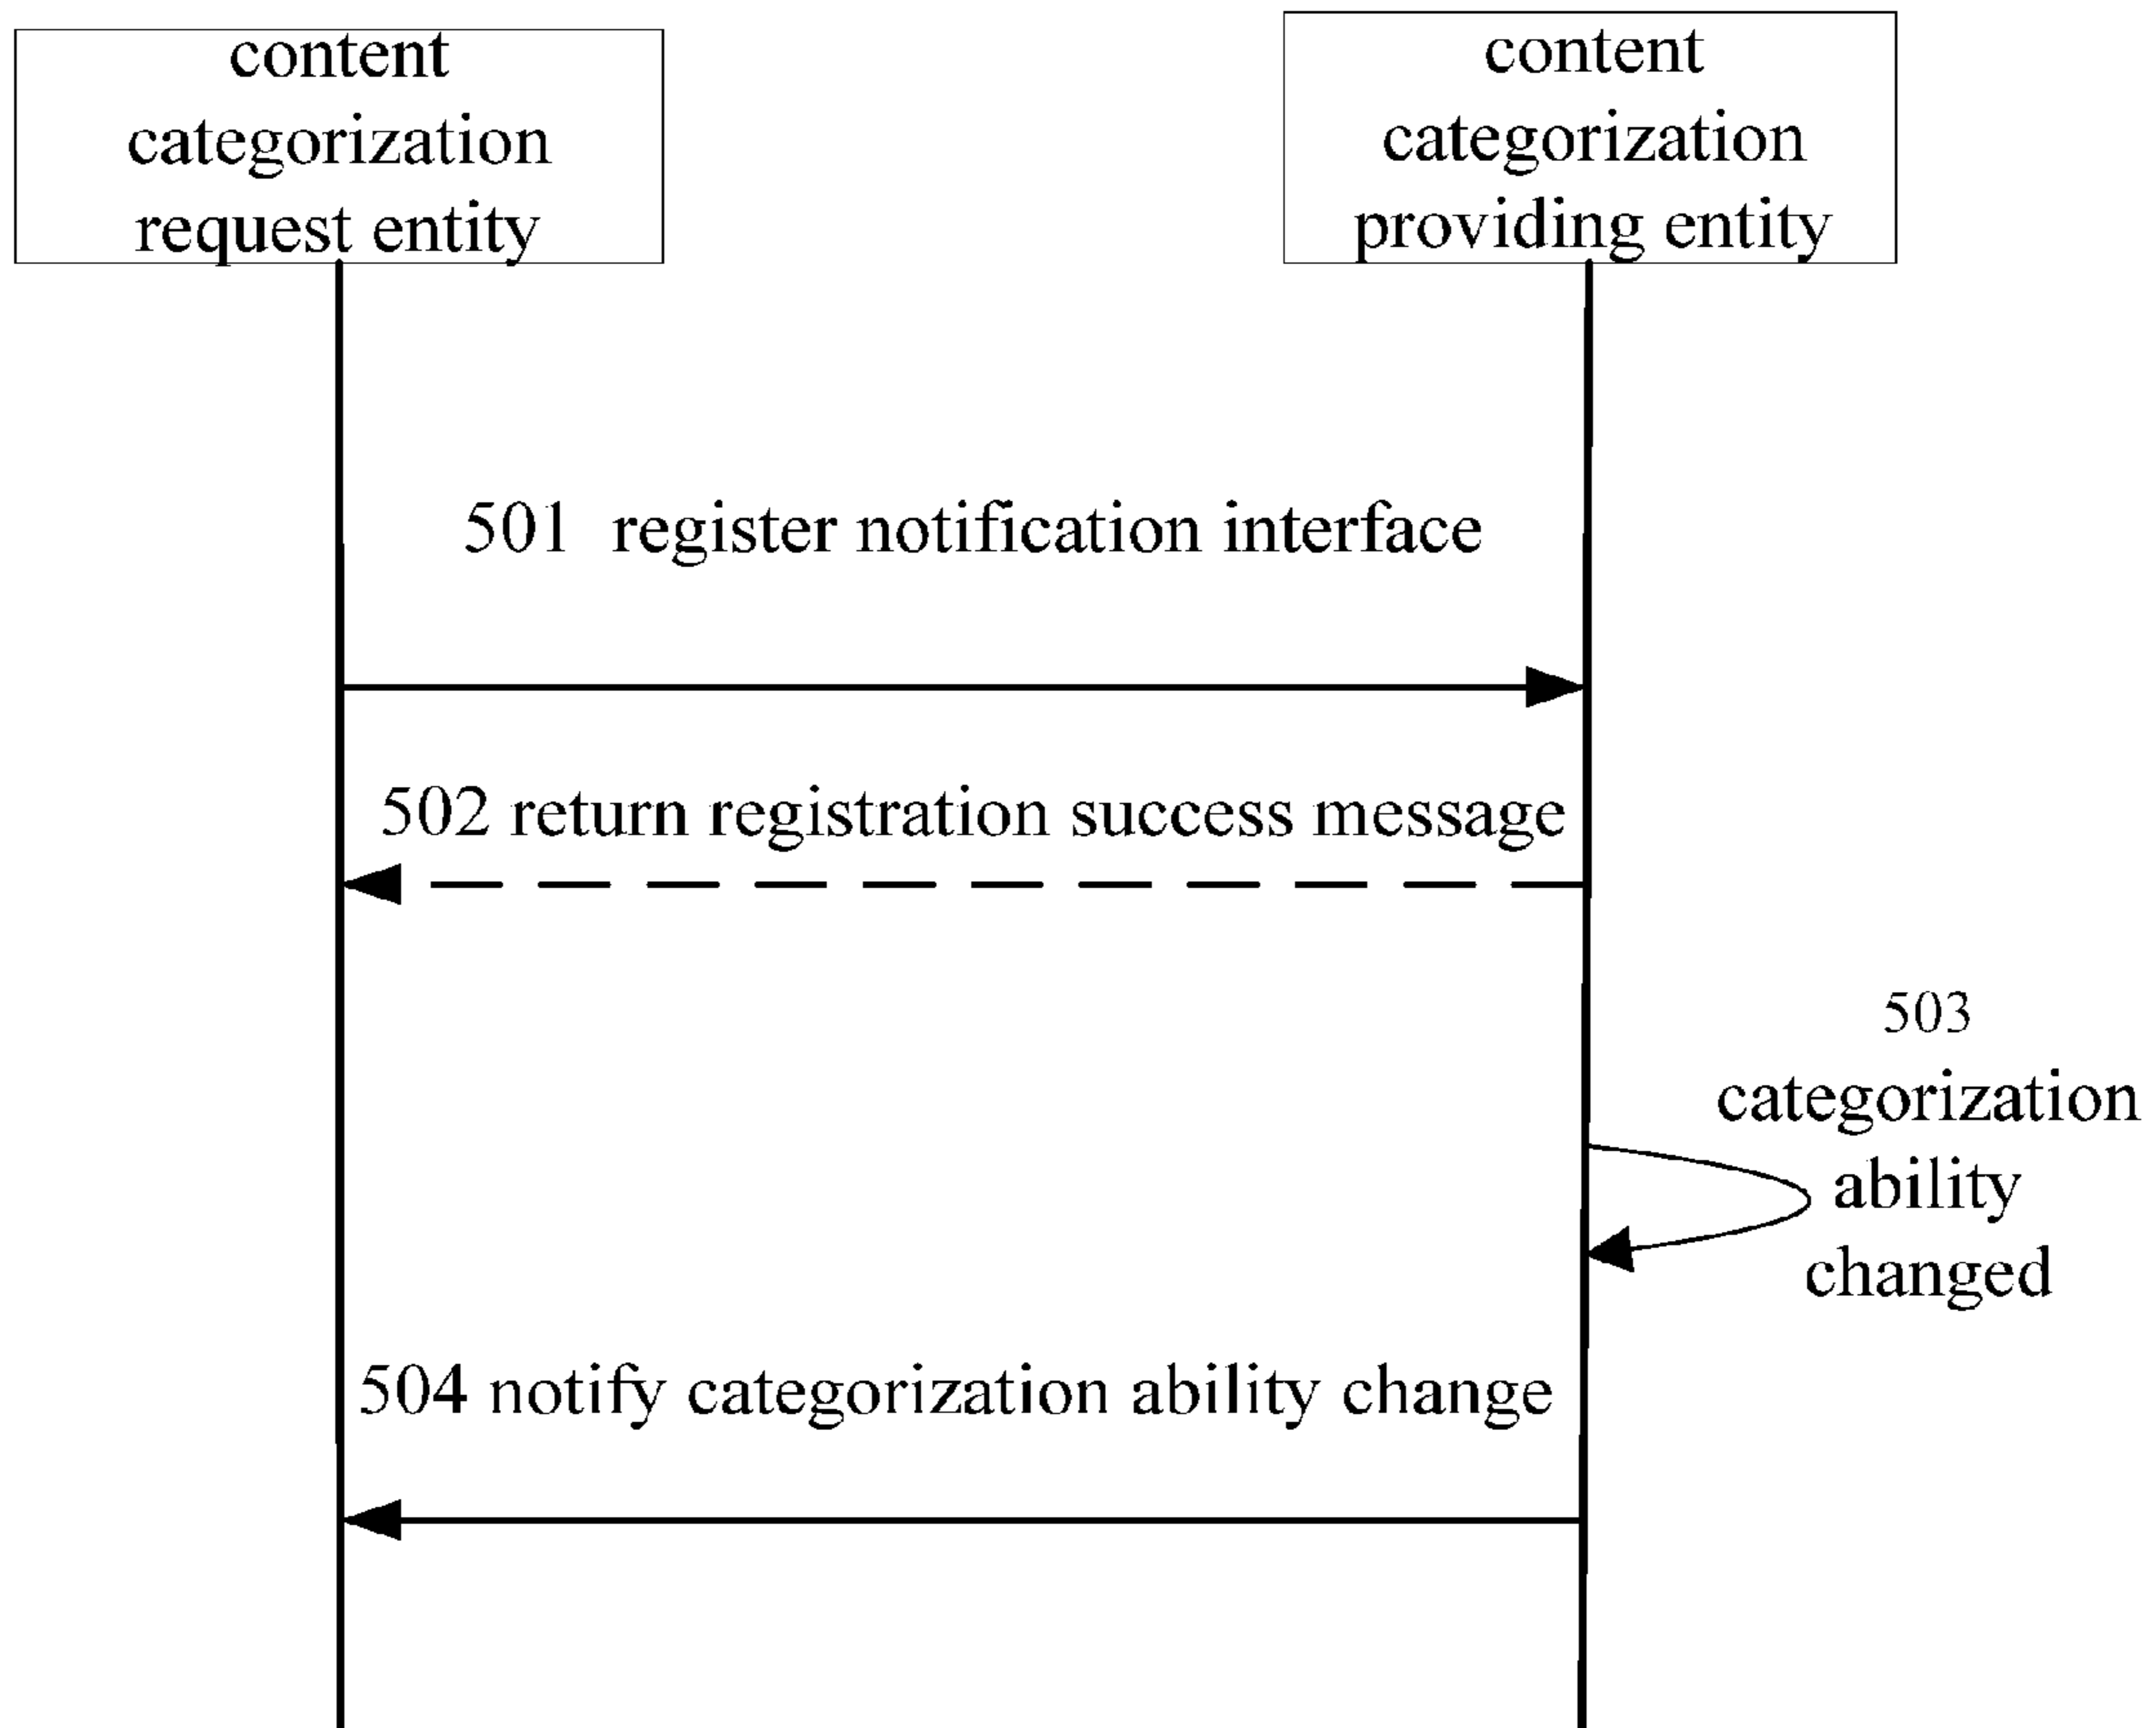 content
categorization
request entity
content
categorization
providing entity
501 register notification interface
502 return registration success message
503
categorization
ability
changed
504 notify categorization ability change